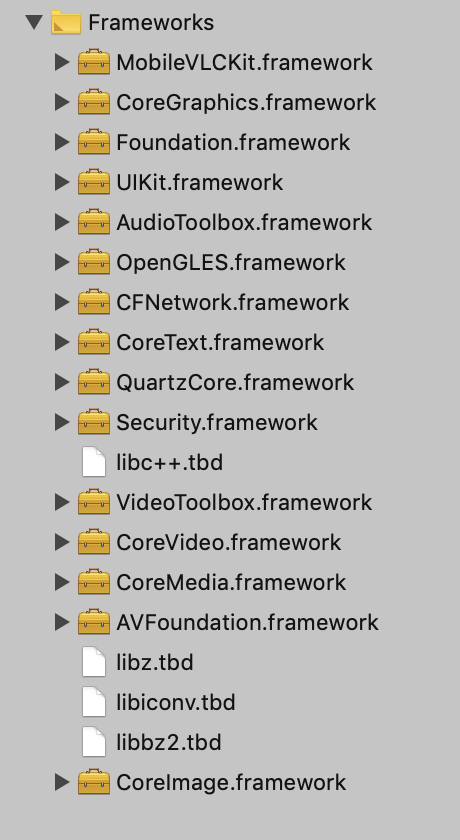 Frameworks
MobileVLCKit.framework
CoreGraphics.framework
Foundation.framework
UIKit.framework
AudioToolbox.framework
OpenGLES.framework
CFNetwork.framework
CoreText.framework
QuartzCore.framework
Security.framework
libc++.tbd
VideoToolbox.framework
CoreVideo.framework
CoreMedia.framework
AVFoundation.framework
libz.tbd
libiconv.tbd
libbz2.tbd
CoreImage.framework